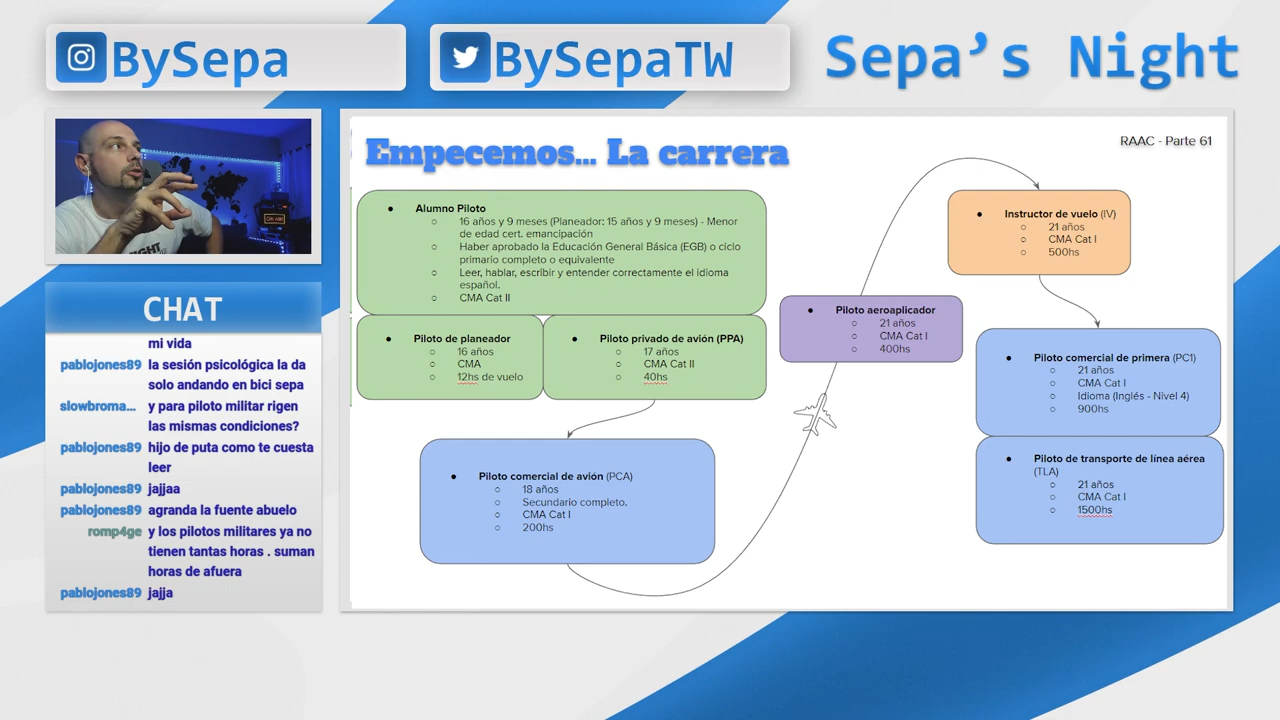 BySepa
BySepaTW
Sepa’s Night
CHAT
mi vida
pablojones89 la sesión psicológica la da
solo andando en bici sepa
slowbroma... y para piloto militar rigen
las mismas condiciones?
pablojones89 hijo de puta como te cuesta
leer
pablojones89 jajjaa
pablojones89 agranda la fuente abuelo
romp4ge y los pilotos militares ya no
tienen tantas horas . suman
horas de afuera
pablojones89 jajja
Empecemos... La carrera
RAAC - Parte 61
● Alumno Piloto
○ 16 años y 9 meses (Planeador: 15 años y 9 meses) - Menor
de edad cert. emancipación
○ Haber aprobado la Educación General Básica (EGB) o ciclo
primario completo o equivalente
○ Leer, hablar, escribir y entender correctamente el idioma
español.
○ CMA Cat II
● Piloto de planeador
○ 16 años
○ CMA
○ 12hs de vuelo
● Piloto privado de avión (PPA)
○ 17 años
○ CMA Cat II
○ 40hs
● Piloto comercial de avión (PCA)
○ 18 años
○ Secundario completo.
○ CMA Cat I
○ 200hs
● Piloto aeroaplicador
○ 21 años
○ CMA Cat I
○ 400hs
● Instructor de vuelo (IV)
○ 21 años
○ CMA Cat I
○ 500hs
● Piloto comercial de primera (PC1)
○ 21 años
○ CMA Cat I
○ Idioma (Inglés - Nivel 4)
○ 900hs
● Piloto de transporte de línea aérea
(TLA)
○ 21 años
○ CMA Cat I
○ 1500hs